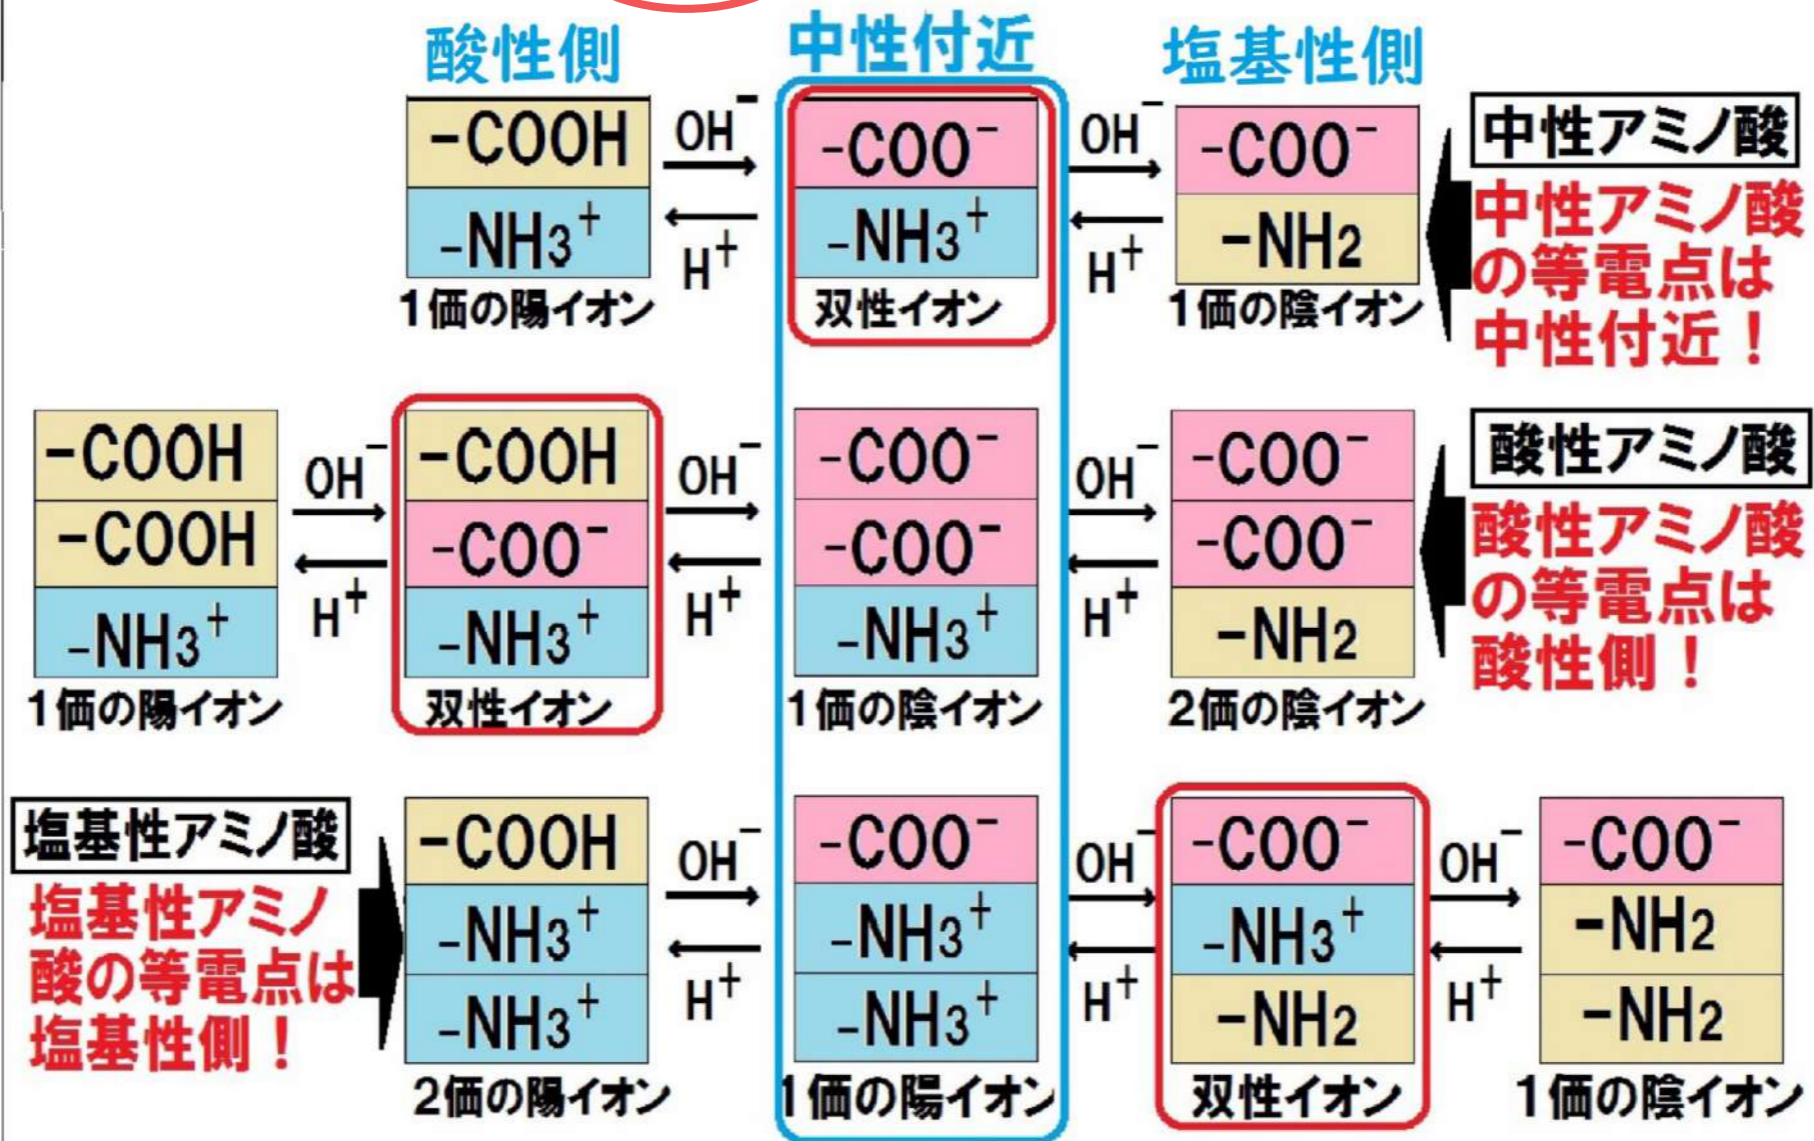 酸性側
中性付近
塩基性側
-COOH
-NH3+
1価の陽イオン
OH-
H+
-COO-
-NH3+
双性イオン
OH-
H+
-COO-
-NH2
1価の陰イオン
中性アミノ酸
中性アミノ酸
の等電点は
中性付近！
-COOH
-COOH
-NH3+
1価の陽イオン
OH-
H+
-COOH
-COO-
-NH3+
双性イオン
OH-
H+
-COO-
-COO-
-NH3+
1価の陰イオン
OH-
H+
-COO-
-COO-
-NH2
2価の陰イオン
酸性アミノ酸
酸性アミノ酸
の等電点は
酸性側！
塩基性アミノ酸
塩基性アミノ
酸の等電点は
塩基性側！
-COOH
-NH3+
-NH3+
2価の陽イオン
OH-
H+
-COO-
-NH3+
-NH3+
1価の陽イオン
OH-
H+
-COO-
-NH3+
-NH2
双性イオン
OH-
H+
-COO-
-NH2
-NH2
1価の陰イオン